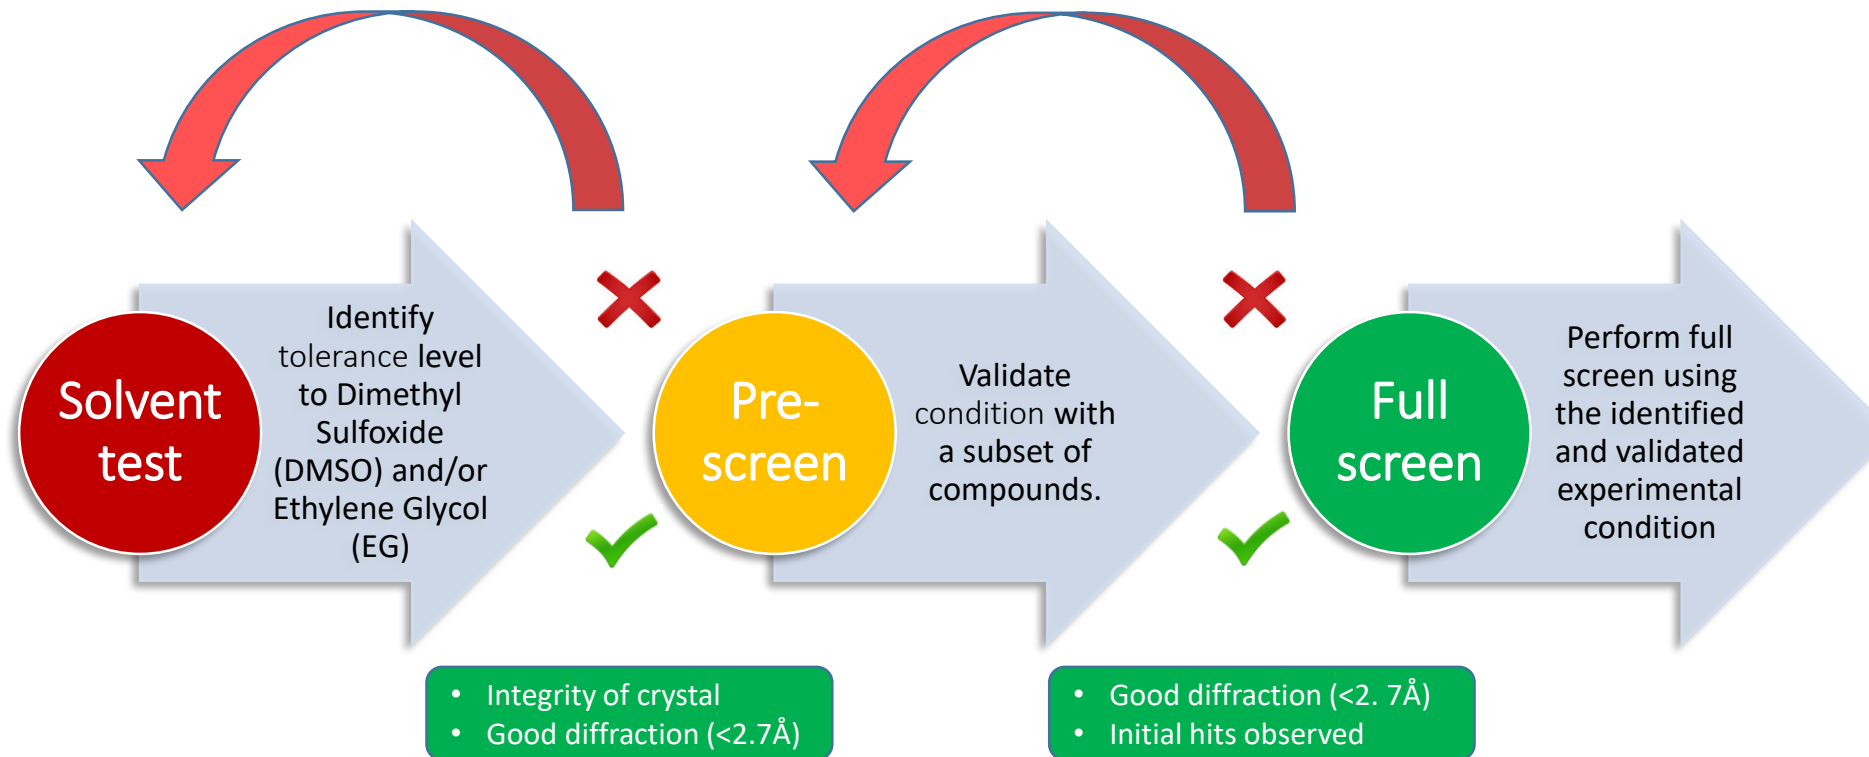 Solvent
test
Identify
tolerance level
to Dimethyl
Sulfoxide
(DMSO) and/or
Ethylene Glycol
(EG)
Pre-
screen
Validate
condition with
a subset of
compounds.
Full
screen
Perform full
screen using
the identified
and validated
experimental
condition
• Integrity of crystal
• Good diffraction (<2.7Å)
• Good diffraction (<2. 7Å)
• Initial hits observed